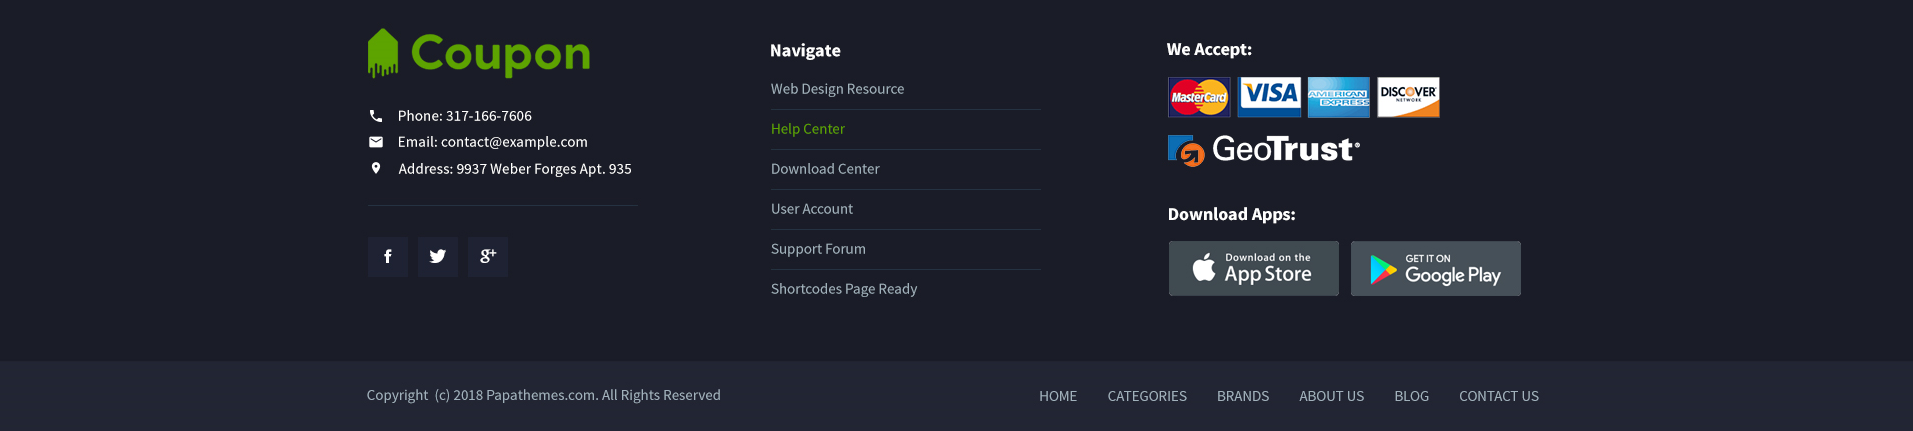 Coupon
Phone: 317-166-7606
Email: contact@example.com
Address: 9937 Weber Forges Apt. 935
f
g+
Navigate
Web Design Resource
Help Center
Download Center
User Account
Support Forum
Shortcodes Page Ready
We Accept:
MasterCard
VISA
AMERICAN
EXPRESS
DISCOVER
NETWORK
GeoTrust®
Download Apps:
Download on the
App Store
GET IT ON
Google Play
Copyright (c) 2018 Papathemes.com. All Rights Reserved
HOME CATEGORIES BRANDS ABOUT US BLOG CONTACT US